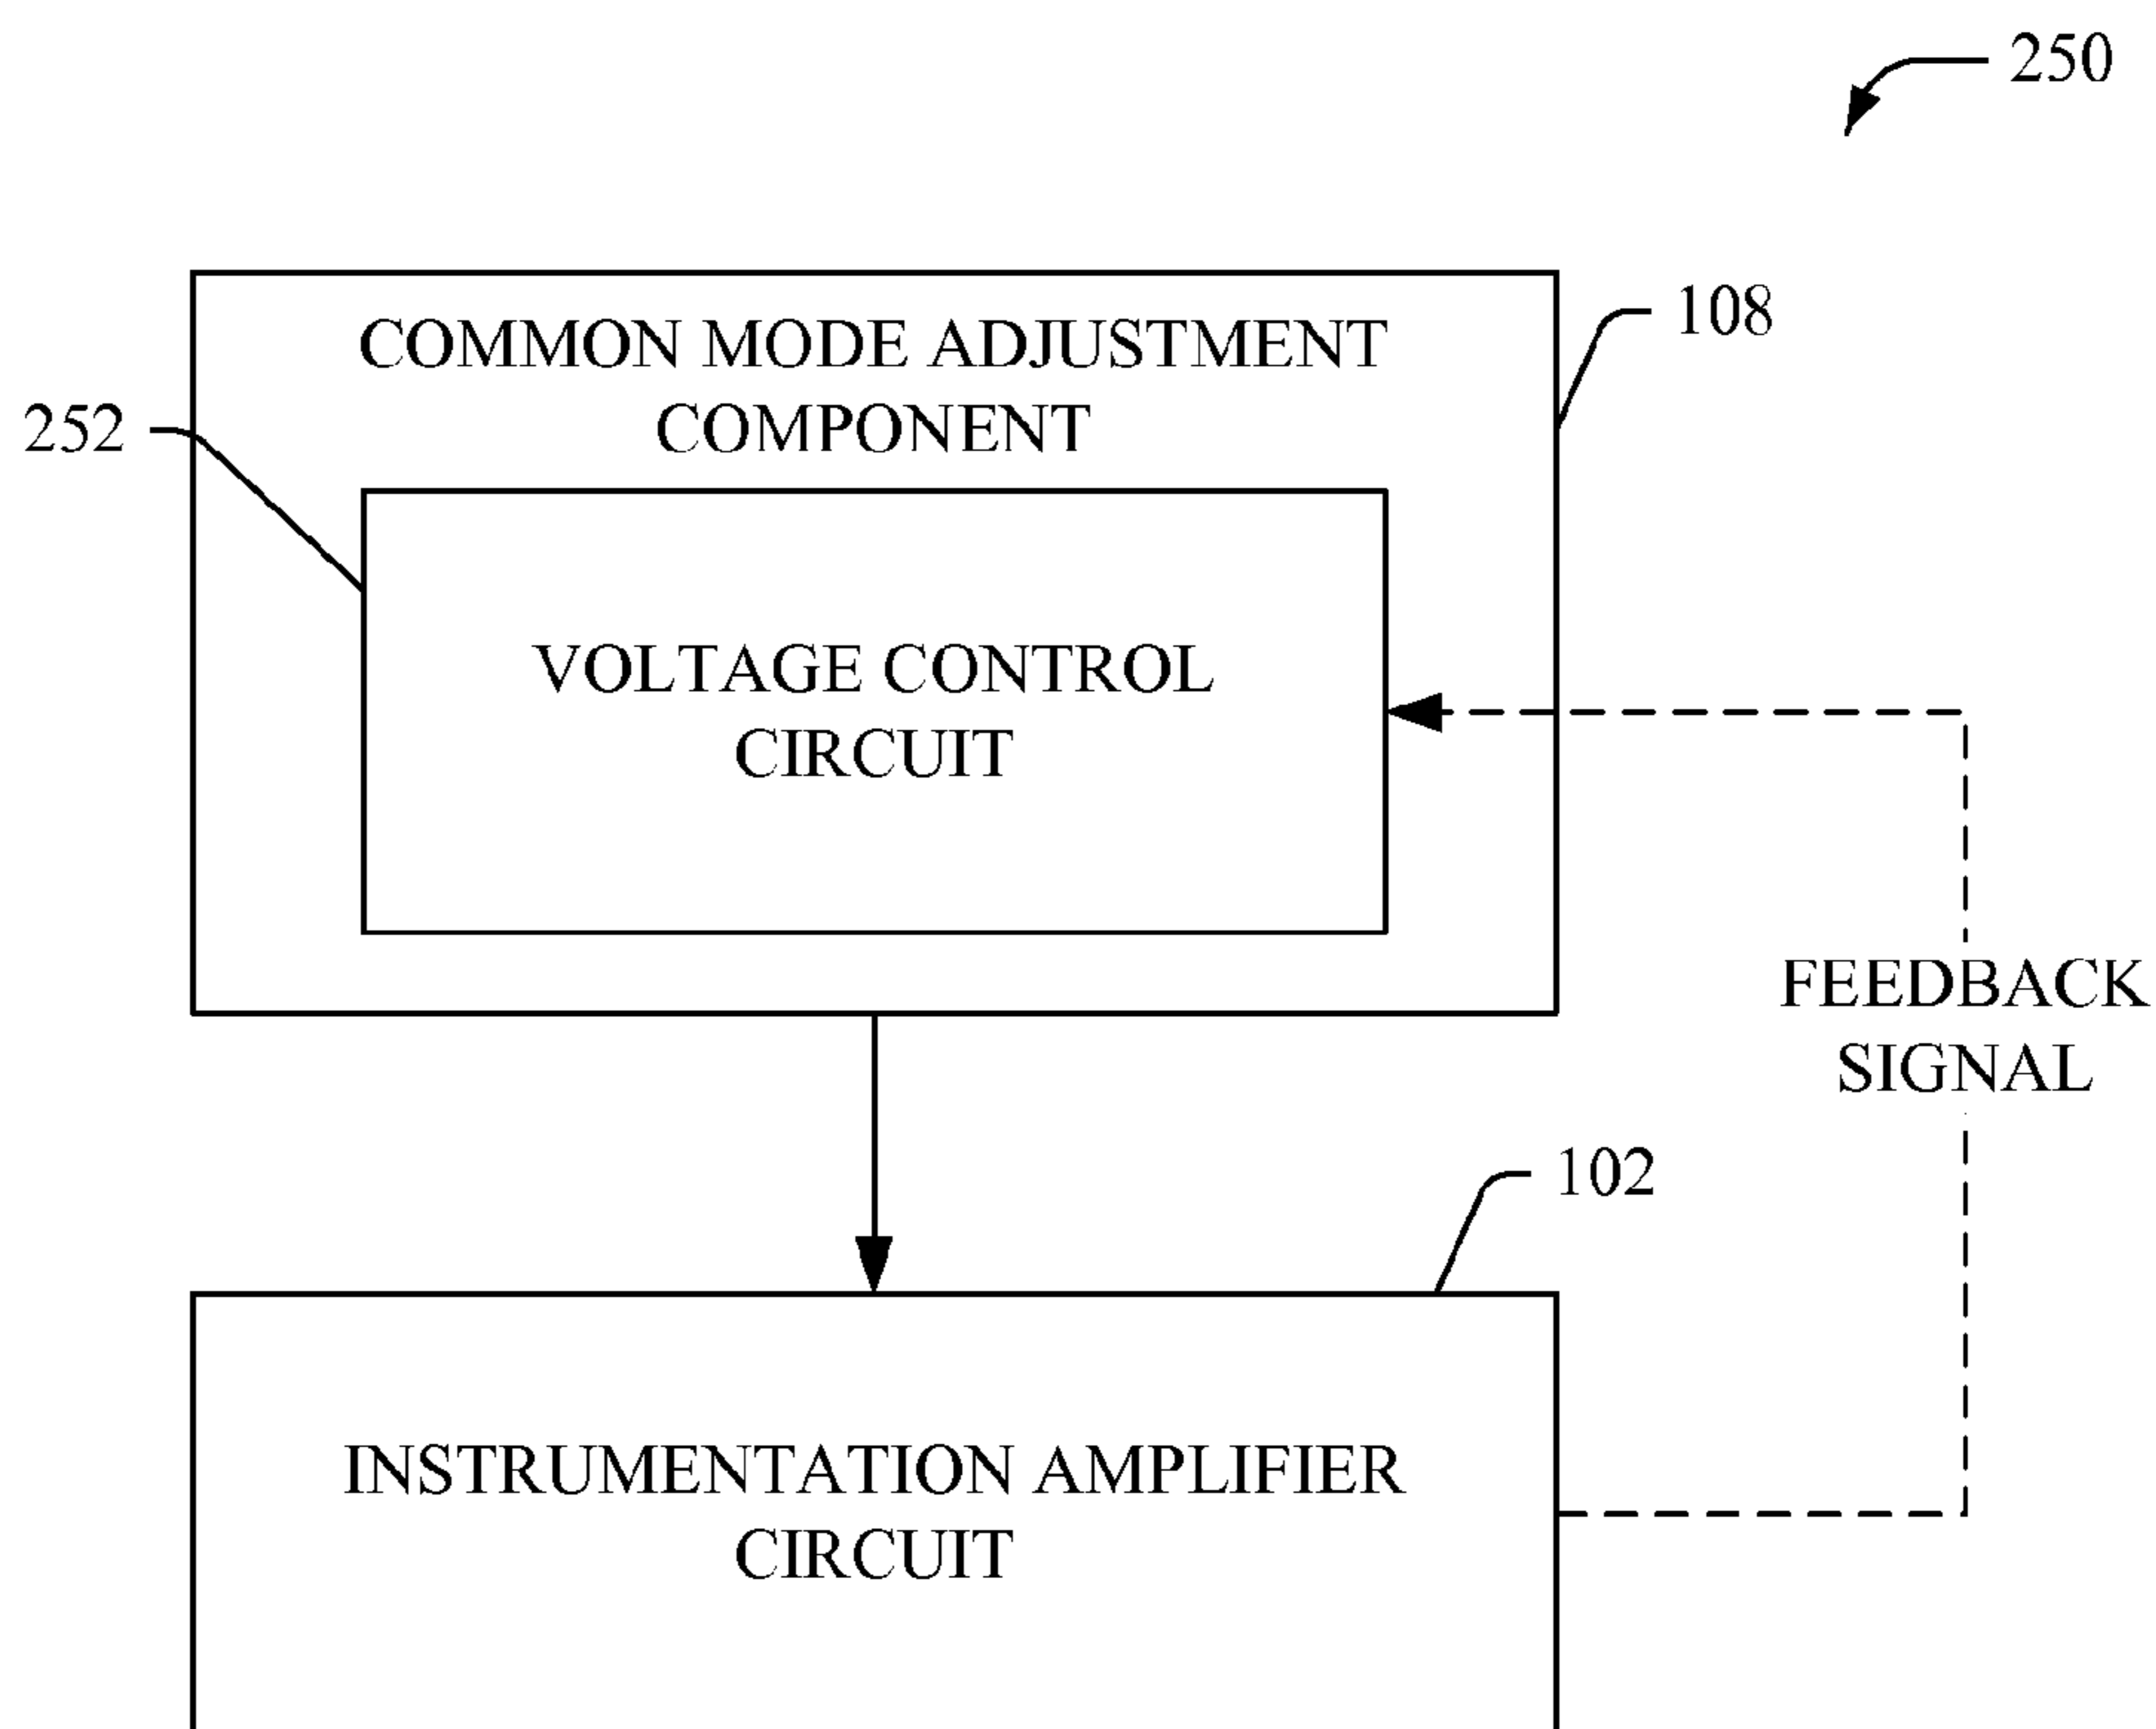 250
108
COMMON MODE ADJUSTMENT
COMPONENT
252
VOLTAGE CONTROL
CIRCUIT
FEEDBACK
SIGNAL
102
INSTRUMENTATION AMPLIFIER
CIRCUIT